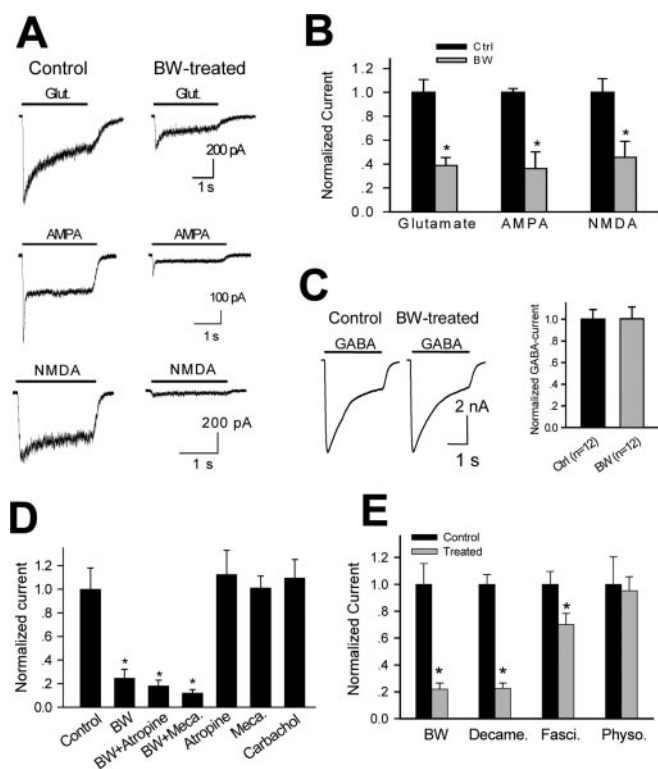 A
Control BW-treated
Glut. Glut.
200 pA
1 s
AMPA AMPA
100 pA
1 s
NMDA NMDA
200 pA
1 s
B
Ctrl
BW
Normalized Current
1.2
1.0
.8
.6
.4
.2
0.0
* * *
Glutamate AMPA NMDA
C
Control BW-treated
GABA GABA
2 nA
1 s
Normalized GABA-current
1.0
.8
.6
.4
.2
0.0
Ctrl (n=12) BW (n=12)
D
Normalized current
1.2
1.0
.8
.6
.4
.2
0.0
* * *
Control BW BW+Atropine BW+Meca. Atropine Meca. Carbachol
E
Control
Treated
Normalized Current
1.2
1.0
0.8
0.6
0.4
0.2
0.0
* * *
BW Decame. Fasci. Physo.